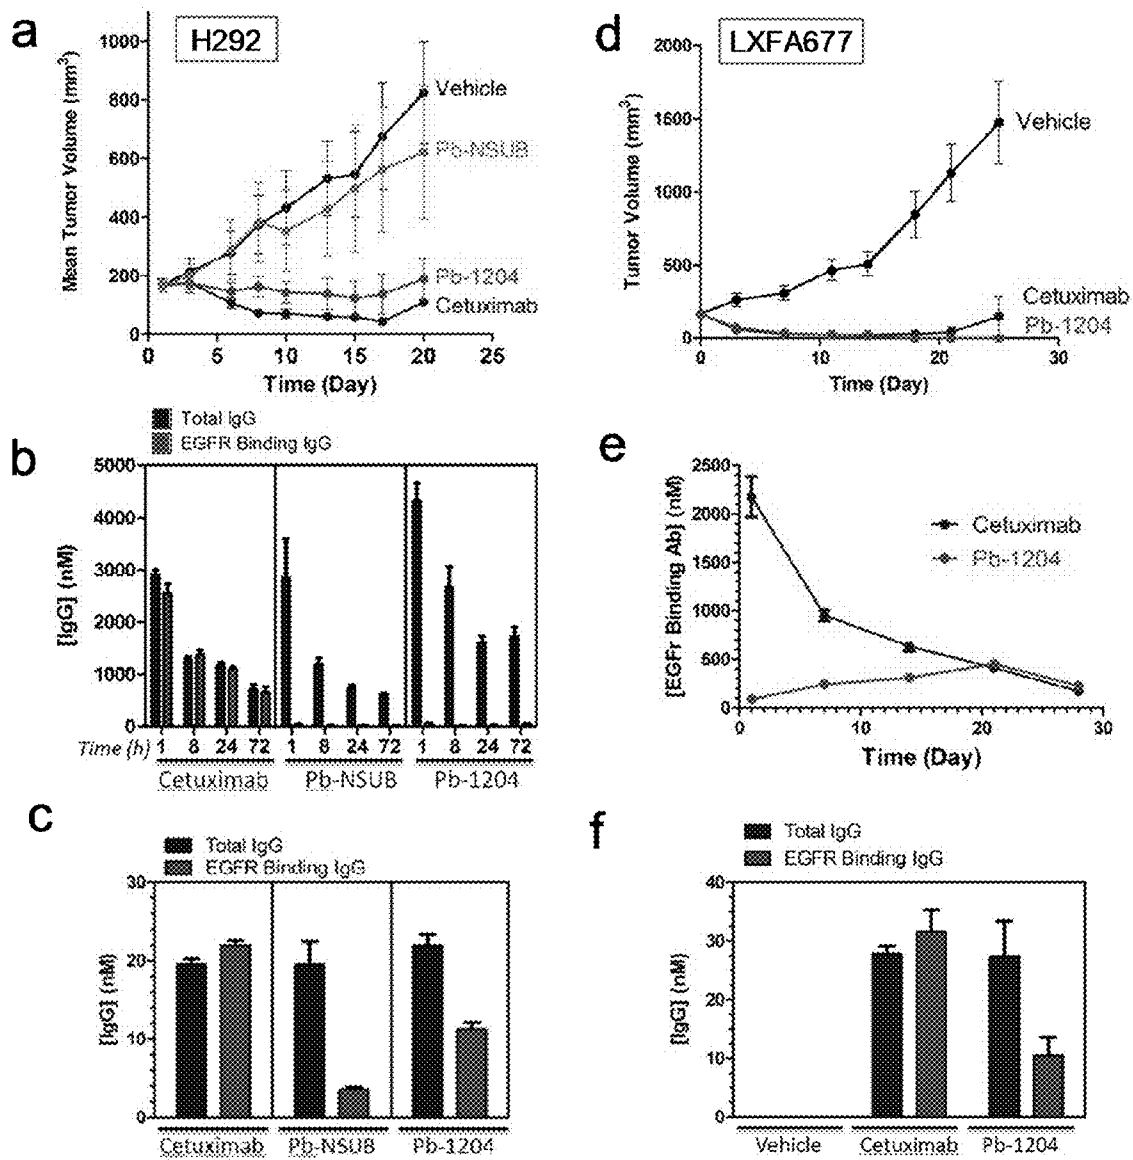 a
H292
1000
800
600
400
200
0
Mean Tumor Volume (mm³)
Vehicle
Pb-NSUB
Pb-1204
Cetuximab
0 5 10 15 20 25
Time (Day)
d
LXFA677
2000
1500
1000
500
0
Tumor Volume (mm³)
Vehicle
Cetuximab
Pb-1204
0 10 20 30
Time (Day)
b
Total IgG
EGFR Binding IgG
5000
4000
3000
2000
1000
0
[IgG] (nM)
Time (h) 1 8 24 72 1 8 24 72 1 8 24 72
Cetuximab Pb-NSUB Pb-1204
e
2500
2000
1500
1000
500
0
[EGFr Binding Ab] (nM)
Cetuximab
Pb-1204
0 10 20 30
Time (Day)
c
Total IgG
EGFR Binding IgG
30
20
10
0
[IgG] (nM)
Cetuximab Pb-NSUB Pb-1204
f
Total IgG
EGFR Binding IgG
40
30
20
10
0
[IgG] (nM)
Vehicle Cetuximab Pb-1204